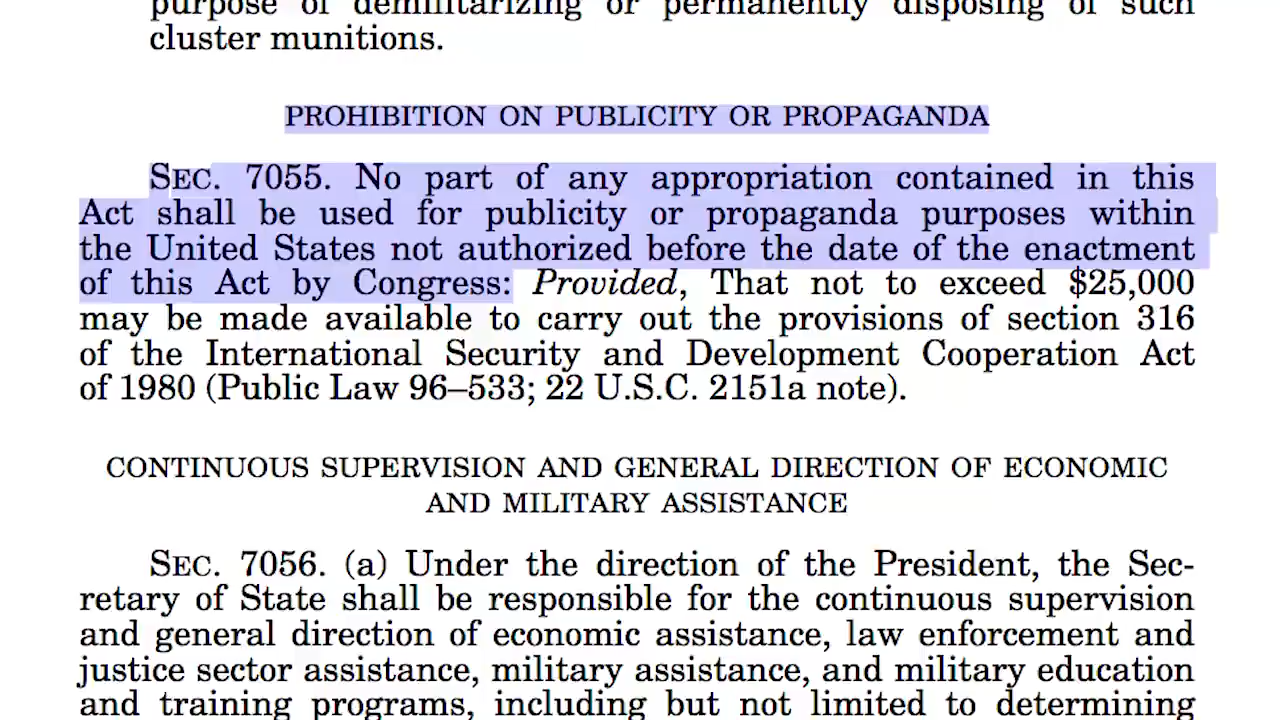 purpose of demilitarizing or permanently disposing of such
cluster munitions.
PROHIBITION ON PUBLICITY OR PROPAGANDA
SEC. 7055. No part of any appropriation contained in this
Act shall be used for publicity or propaganda purposes within
the United States not authorized before the date of the enactment
of this Act by Congress: Provided, That not to exceed $25,000
may be made available to carry out the provisions of section 316
of the International Security and Development Cooperation Act
of 1980 (Public Law 96–533; 22 U.S.C. 2151a note).
CONTINUOUS SUPERVISION AND GENERAL DIRECTION OF ECONOMIC
AND MILITARY ASSISTANCE
SEC. 7056. (a) Under the direction of the President, the Sec-
retary of State shall be responsible for the continuous supervision
and general direction of economic assistance, law enforcement and
justice sector assistance, military assistance, and military education
and training programs, including but not limited to determining